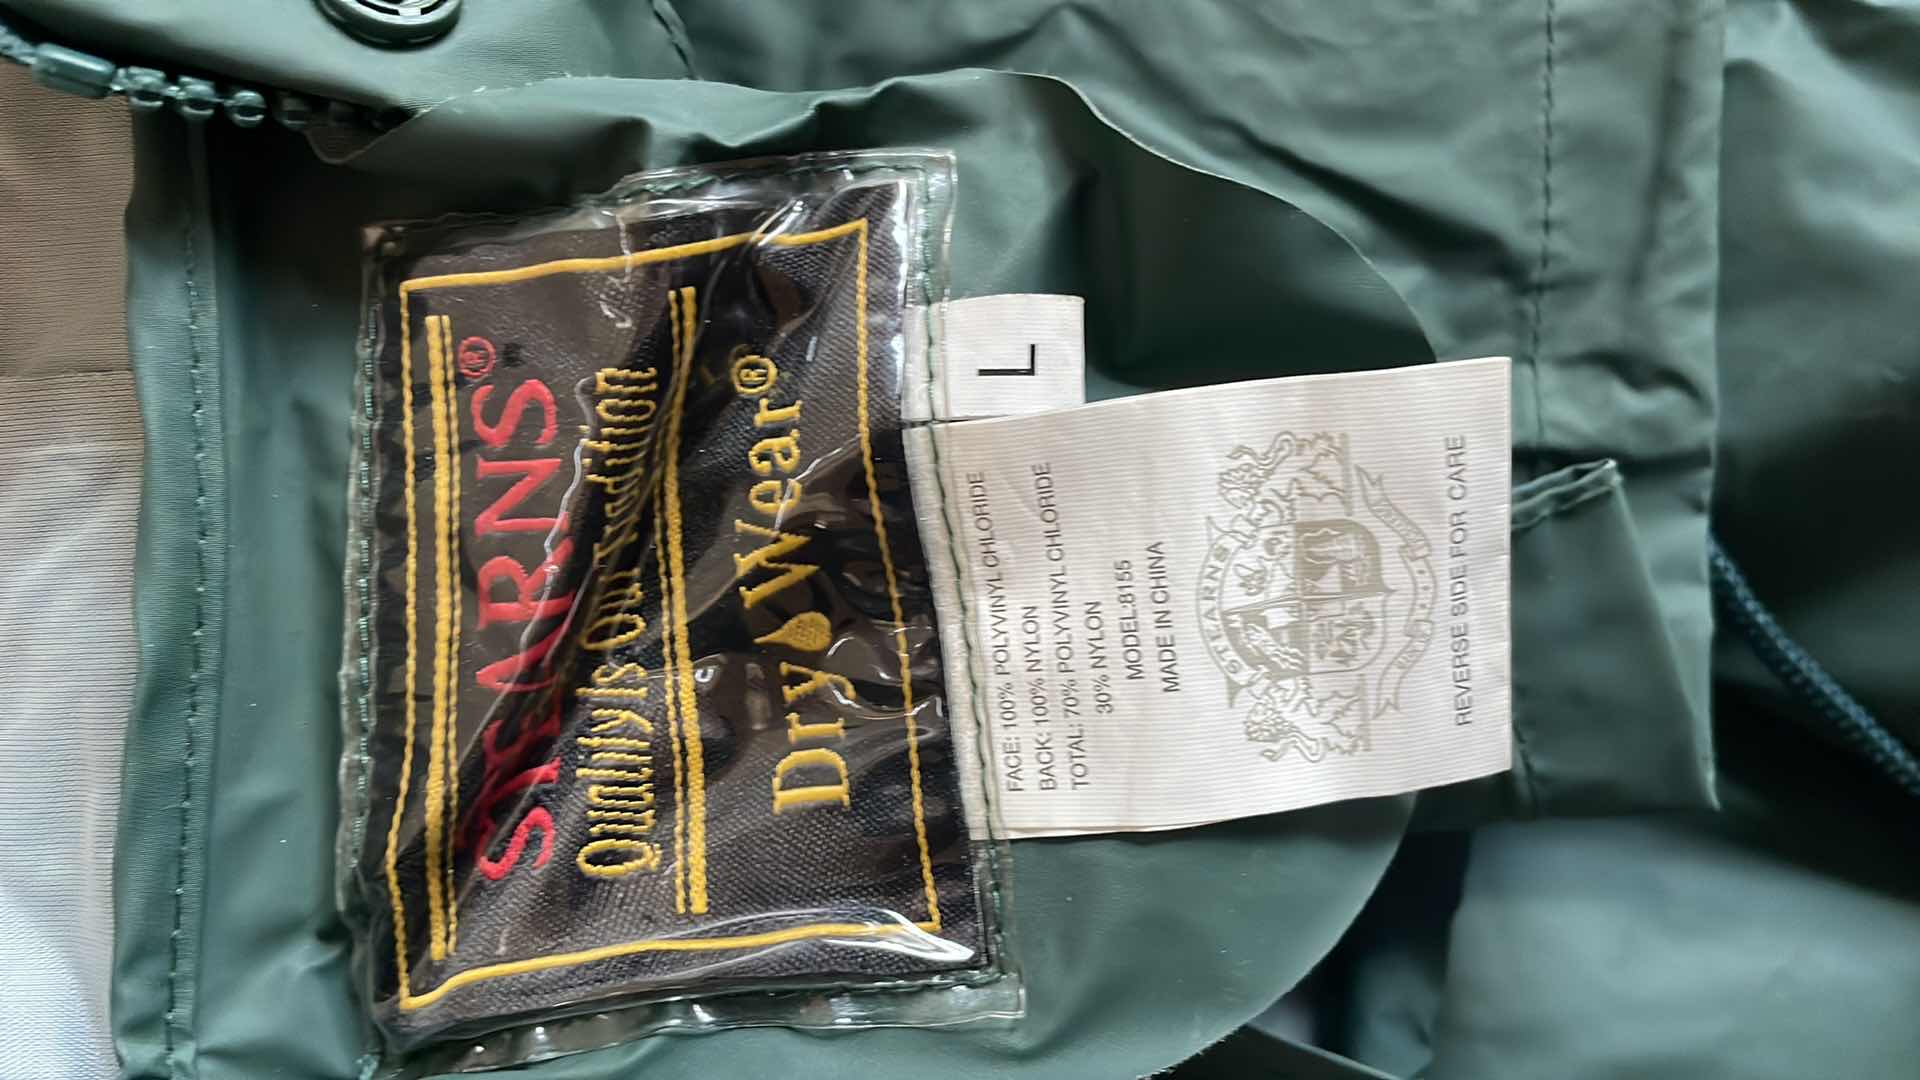 STEARNS®
Quality Is Our Tradition
Dry Wear®
L
FACE: 100% POLYVINYL CHLORIDE
BACK: 100% NYLON
TOTAL: 70% POLYVINYL CHLORIDE
30% NYLON
MODEL:8155
MADE IN CHINA
STEARNS
REVERSE SIDE FOR CARE